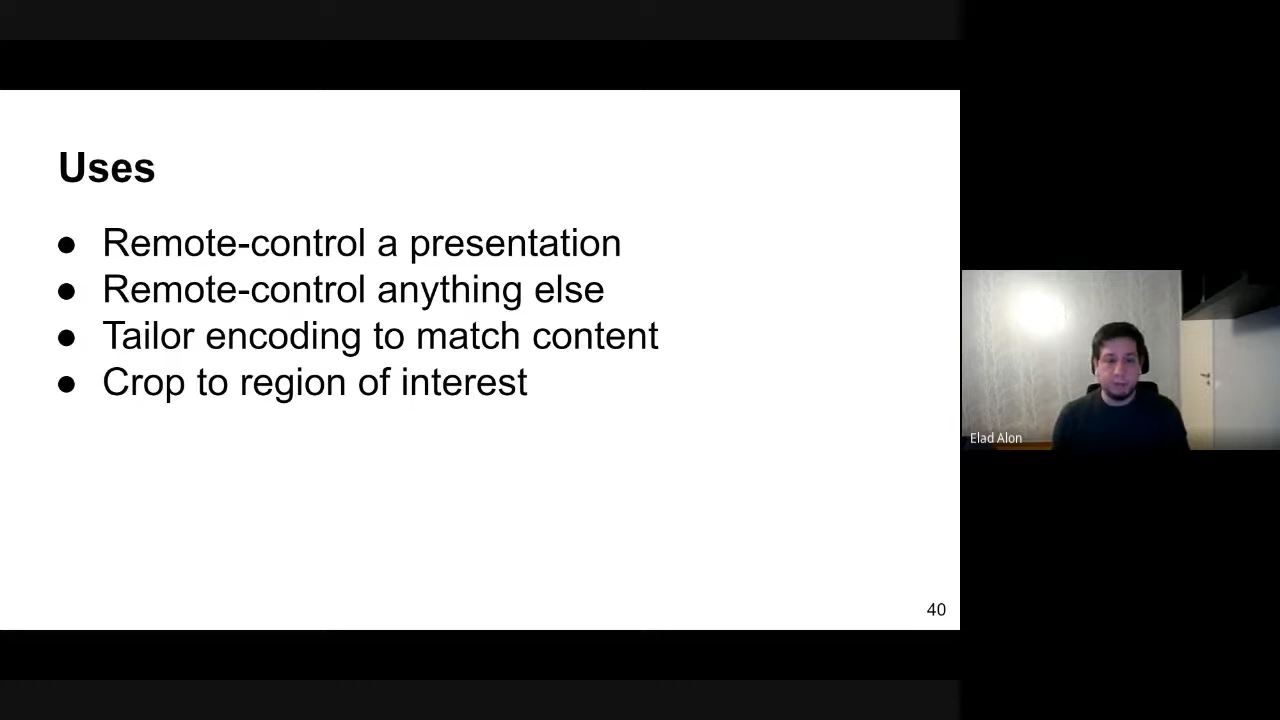 Uses
● Remote-control a presentation
● Remote-control anything else
● Tailor encoding to match content
● Crop to region of interest
40
Elad Alon